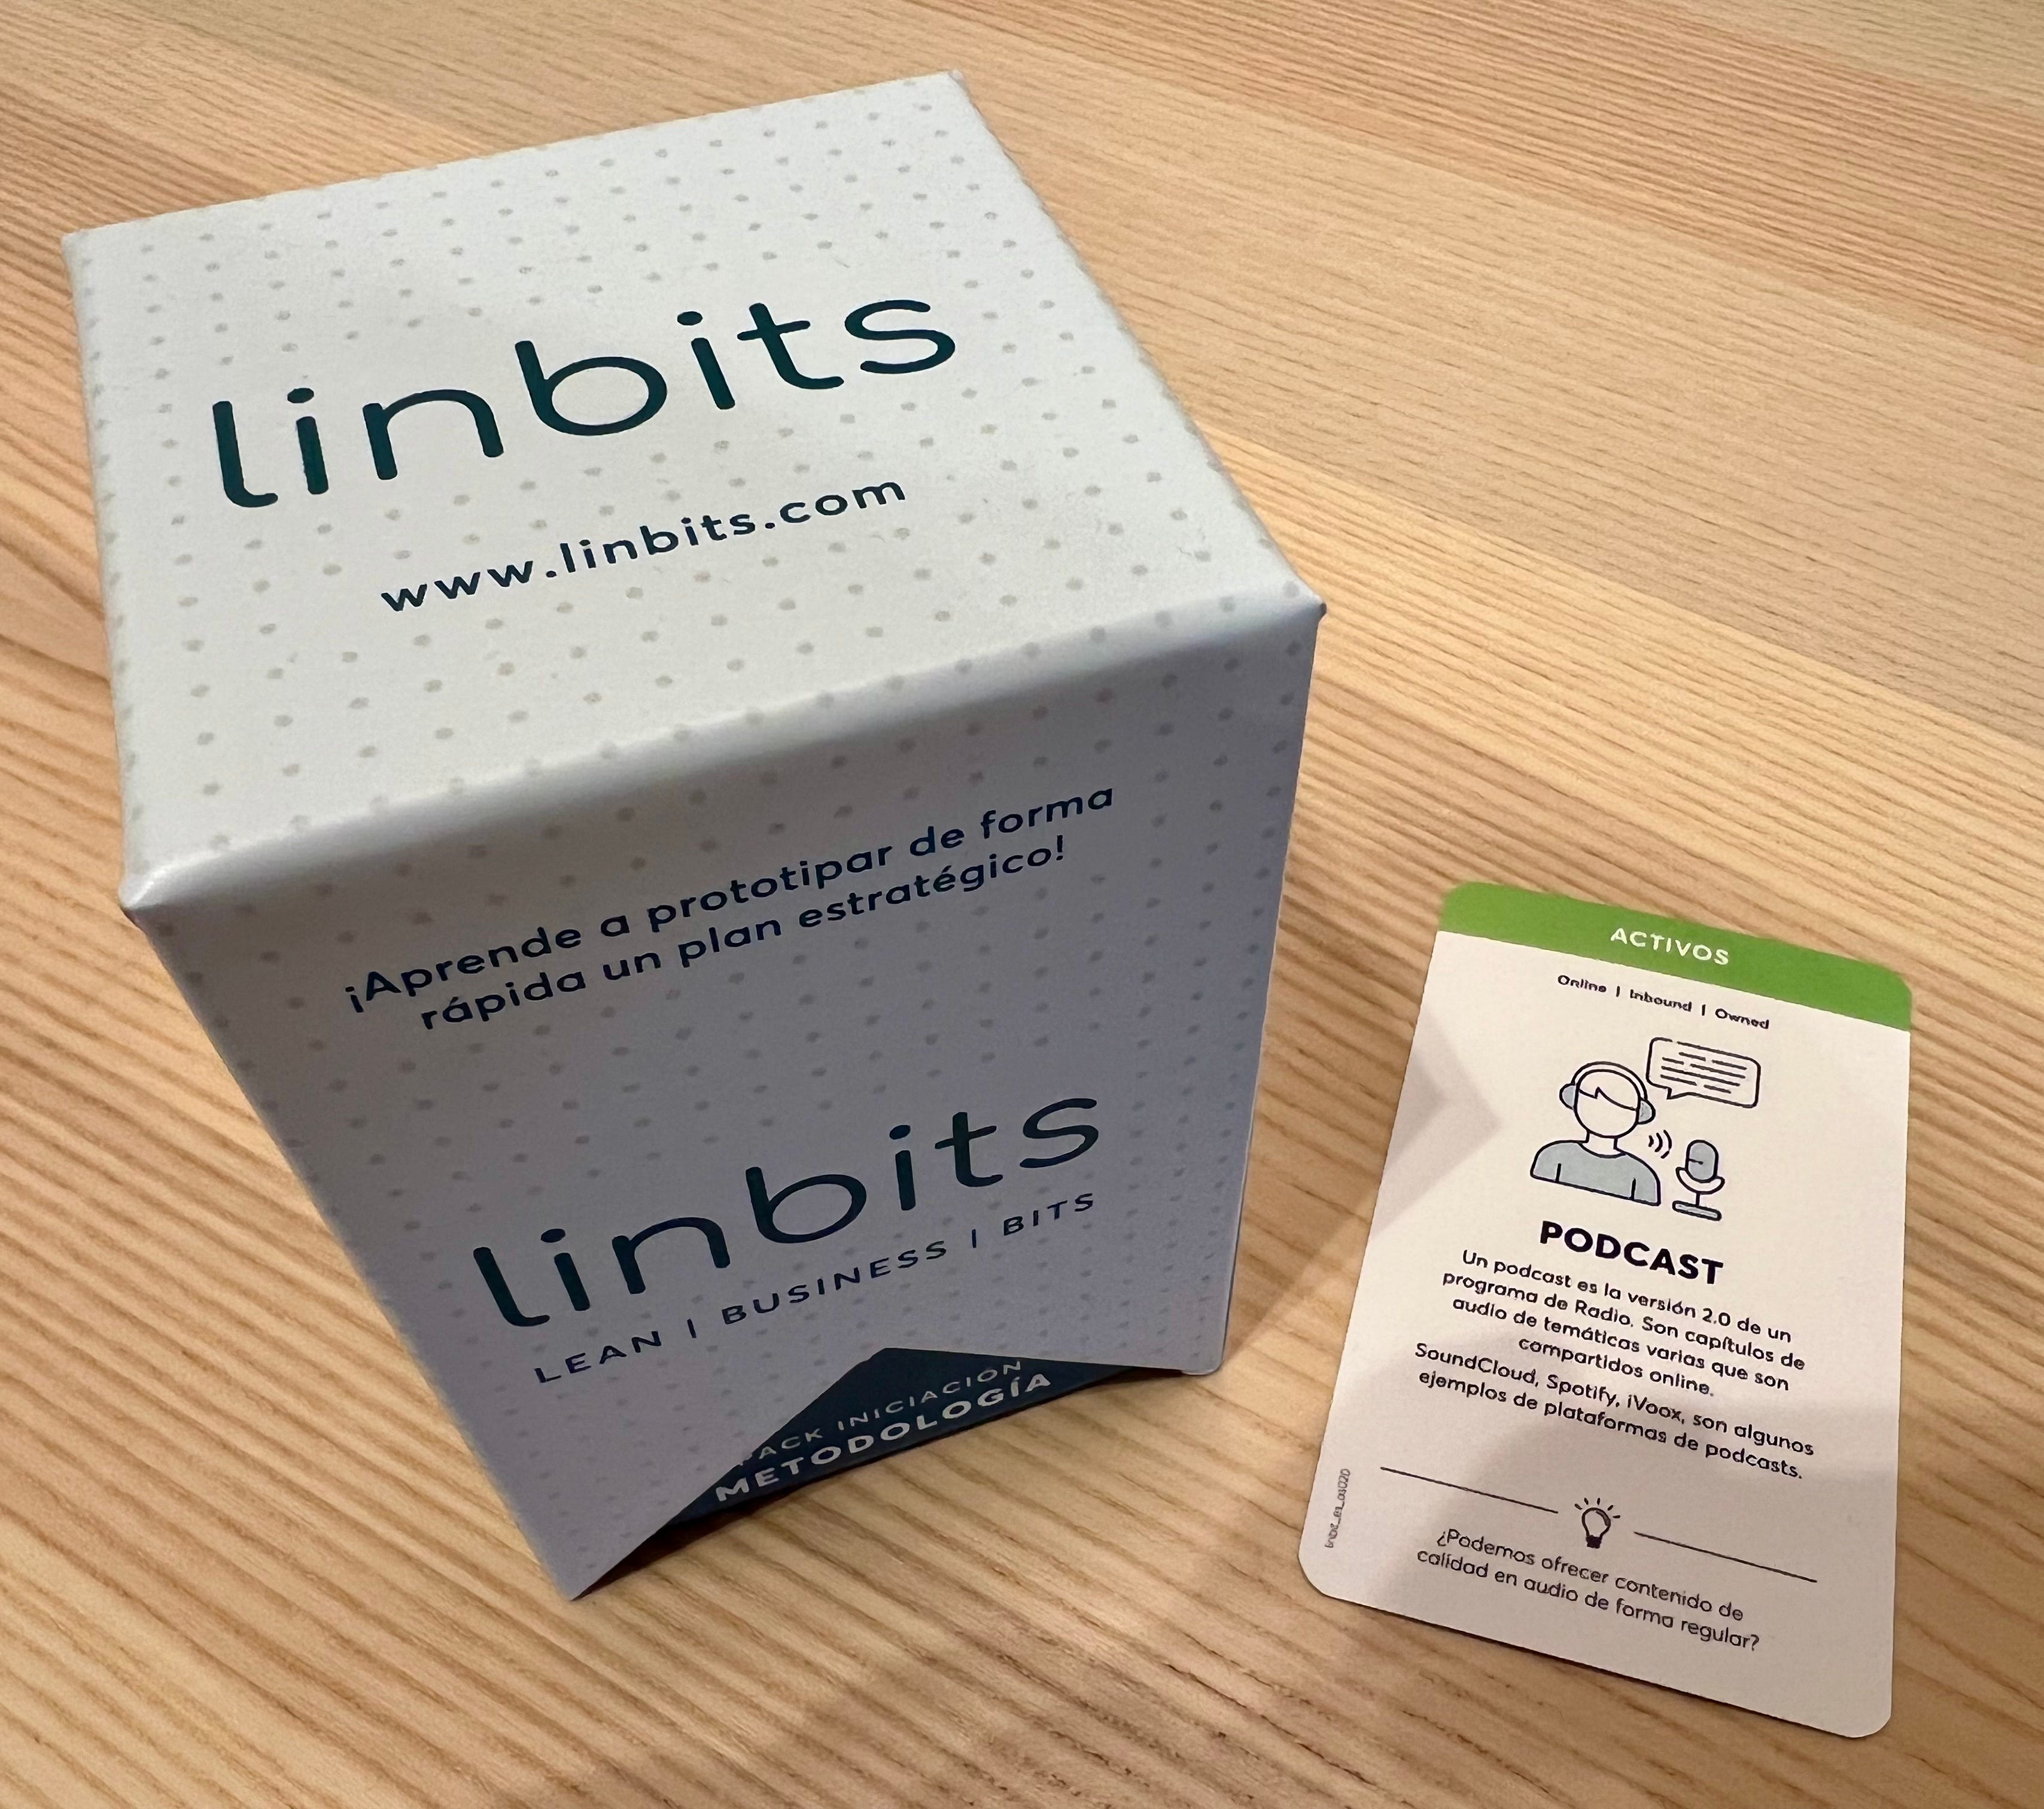 linbits
www.linbits.com
¡Aprende a prototipar de forma
rápida un plan estratégico!
linbits
LEAN | BUSINESS | BITS
PACK INICIACIÓN
METODOLOGÍA
ACTIVOS
Online | Inbound | Owned
PODCAST
Un podcast es la versión 2.0 de un
programa de Radio. Son capítulos de
audio de temáticas varias que son
compartidos online.
SoundCloud, Spotify, iVoox, son algunos
ejemplos de plataformas de podcasts.
¿Podemos ofrecer contenido de
calidad en audio de forma regular?